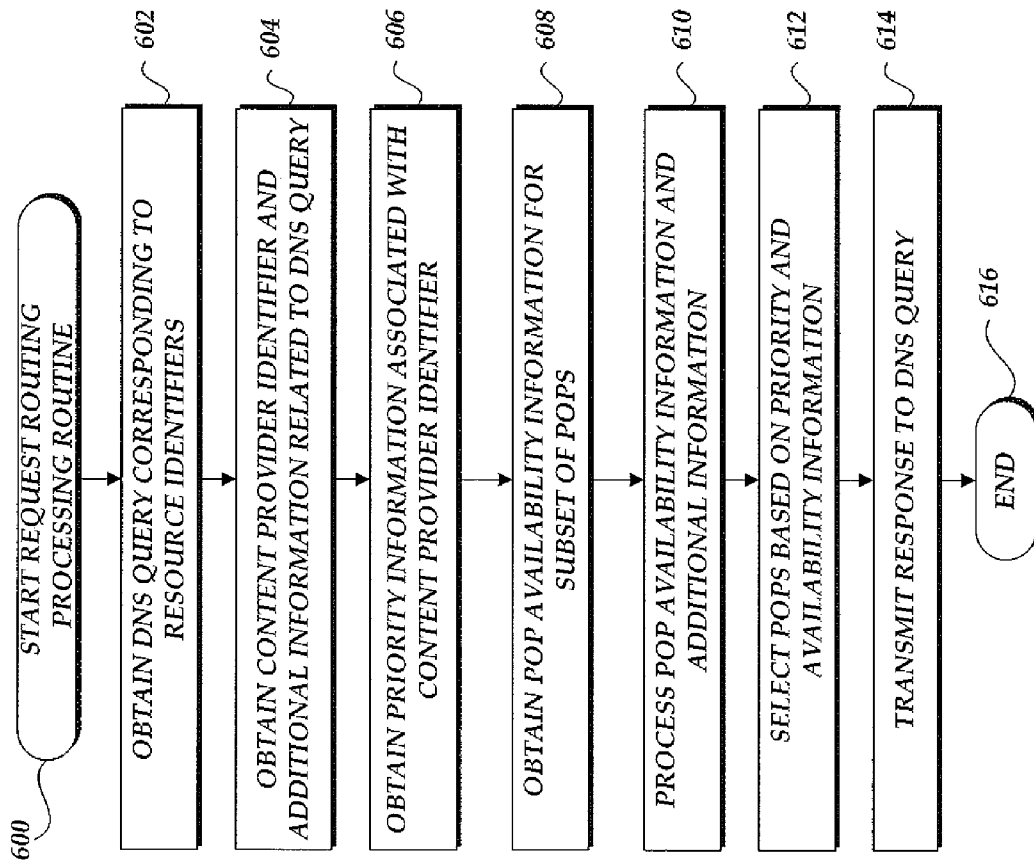 600
START REQUEST ROUTING
PROCESSING ROUTINE
602
OBTAIN DNS QUERY CORRESPONDING TO
RESOURCE IDENTIFIERS
604
OBTAIN CONTENT PROVIDER IDENTIFIER AND
ADDITIONAL INFORMATION RELATED TO DNS QUERY
606
OBTAIN PRIORITY INFORMATION ASSOCIATED WITH
CONTENT PROVIDER IDENTIFIER
608
OBTAIN POP AVAILABILITY INFORMATION FOR
SUBSET OF POPS
610
PROCESS POP AVAILABILITY INFORMATION AND
ADDITIONAL INFORMATION
612
SELECT POPS BASED ON PRIORITY AND
AVAILABILITY INFORMATION
614
TRANSMIT RESPONSE TO DNS QUERY
616
END